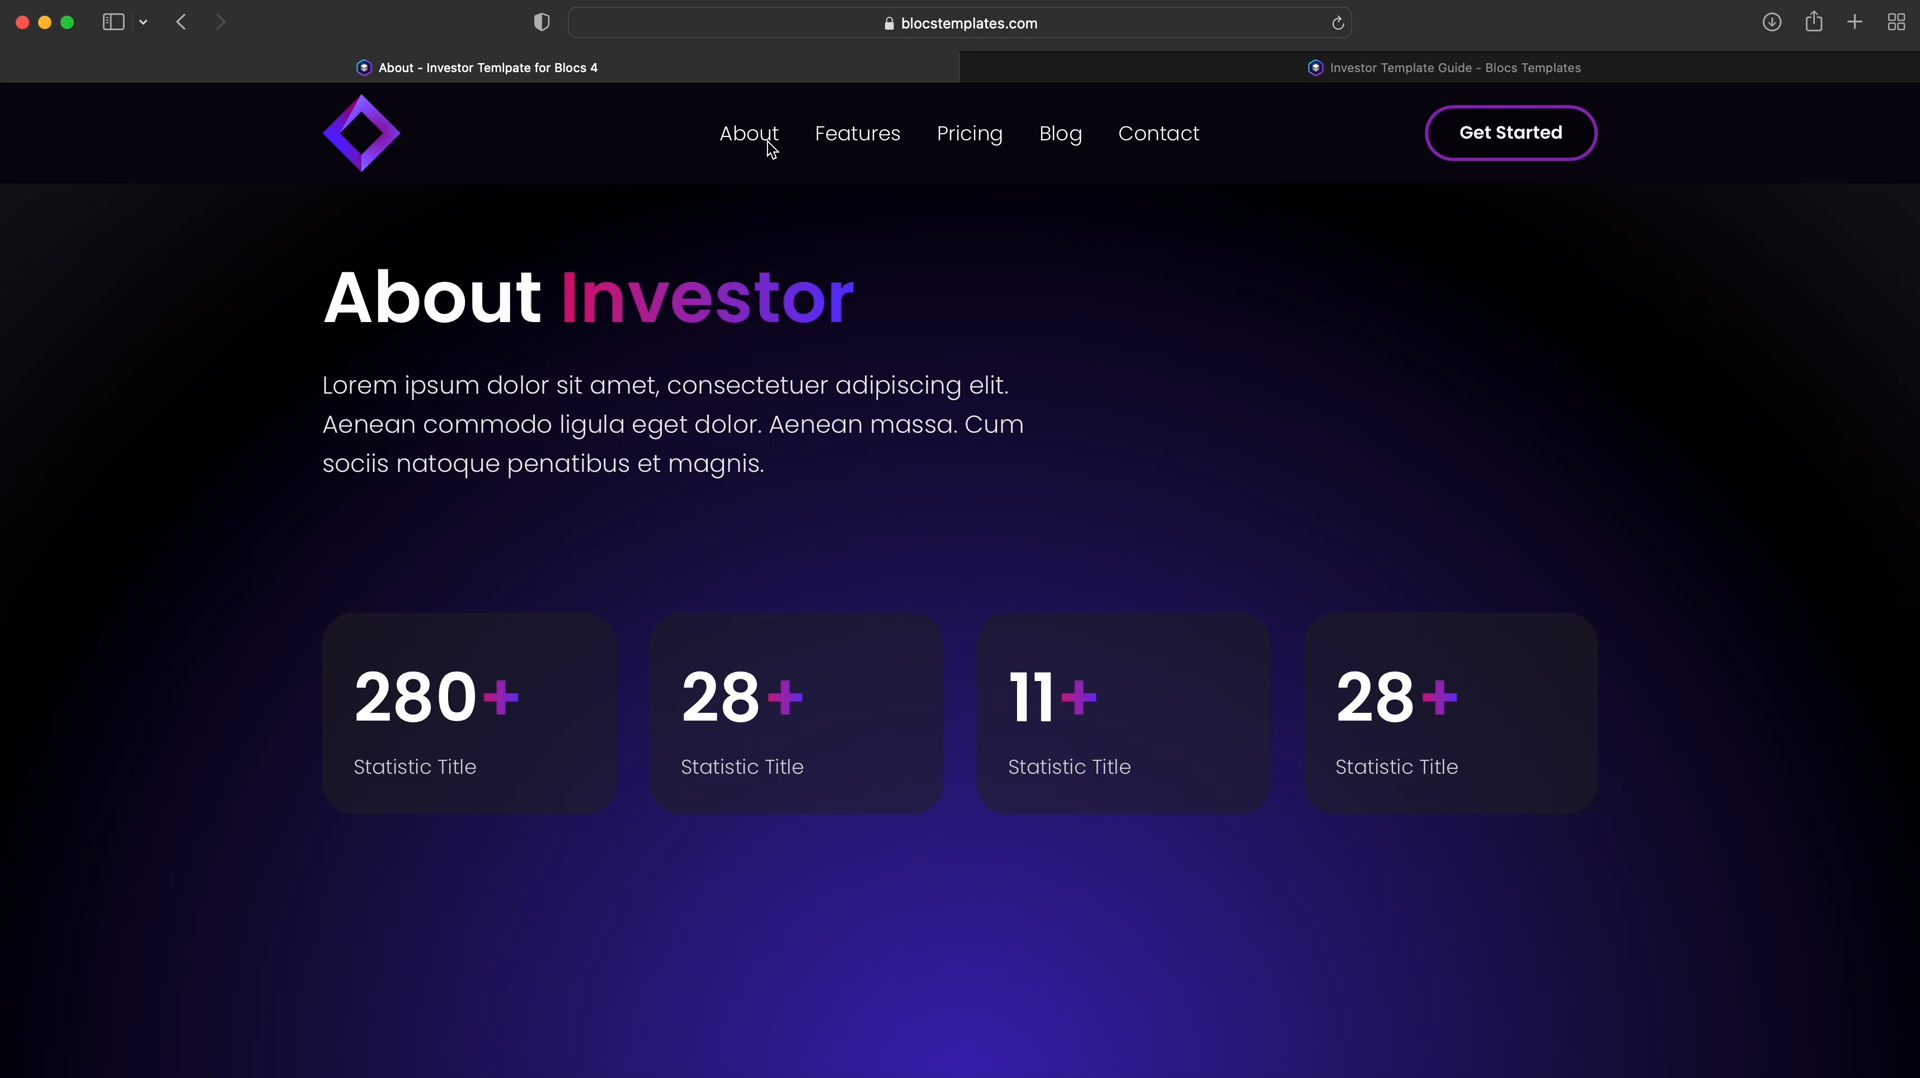 blocstemplates.com
About - Investor Temlpate for Blocs 4
Investor Template Guide - Blocs Templates
About
Features
Pricing
Blog
Contact
Get Started
About Investor
Lorem ipsum dolor sit amet, consectetuer adipiscing elit.
Aenean commodo ligula eget dolor. Aenean massa. Cum
sociis natoque penatibus et magnis.
280+
Statistic Title
28+
Statistic Title
11+
Statistic Title
28+
Statistic Title